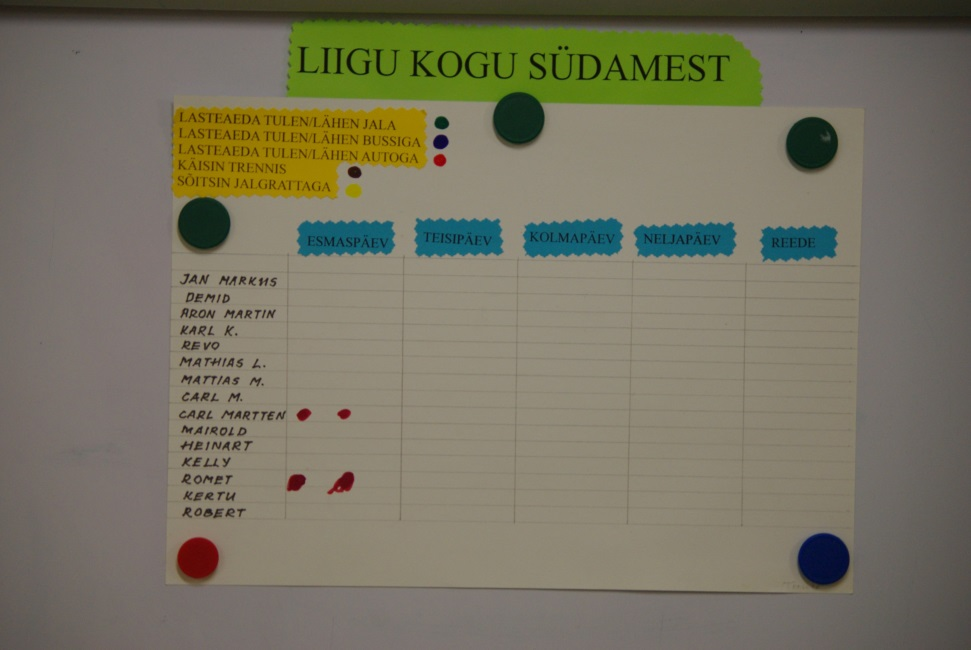 LIIGU KOGU SÜDAMEST
LASTEAEDA TULEN/LÄHEN JALA
LASTEAEDA TULEN/LÄHEN BUSSIGA
LASTEAEDA TULEN/LÄHEN AUTOGA
KÄISIN TRENNIS
SÕITSIN JALGRATTAGA
ESMASPÄEV TEISIPÄEV KOLMAPÄEV NELJAPÄEV REEDE
JAN MARKUS
DEMID
ARON MARTIN
KARL K.
REVO
MATHIAS L.
MATTIAS M.
CARL M.
CARL MARTTEN
MAIROLD
HEINART
KELLY
ROMET
KERTU
ROBERT